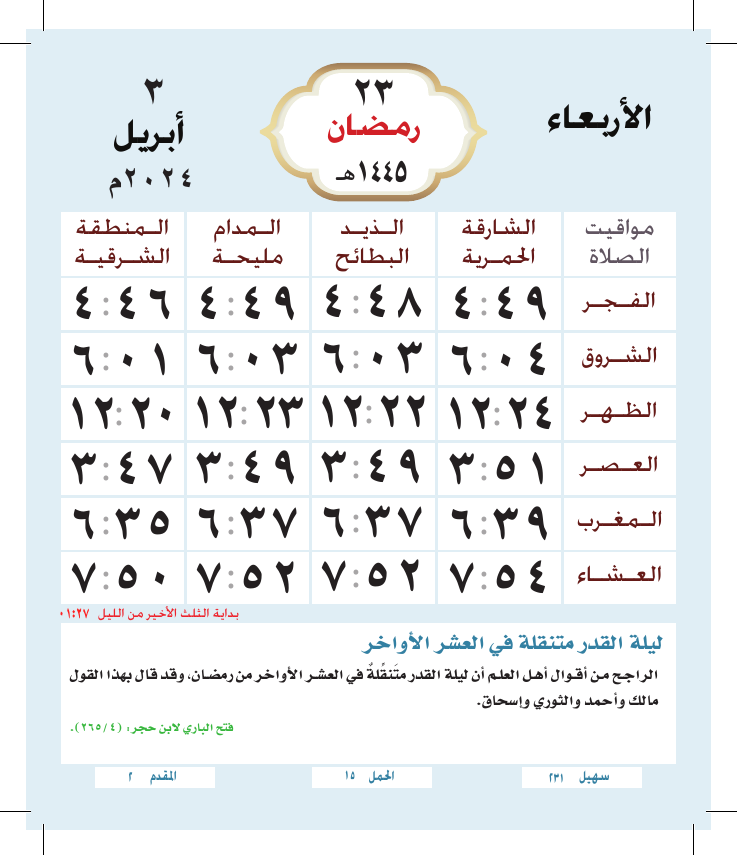 الأربعاء
٢٣
رمضان
١٤٤٥هـ
٣
أبريل
٢٠٢٤م
مواقيت الصلاة	الشارقة الحمرية	الـذيـد البطائح	المـدام مليحـة	المنطقة الشرقية
الفجر	٤:٤٩	٤:٤٨	٤:٤٩	٤:٤٦
الشروق	٦:٠٤	٦:٠٣	٦:٠٣	٦:٠١
الظهر	١٢:٢٤	١٢:٢٢	١٢:٢٣	١٢:٢٠
العصر	٣:٥١	٣:٤٩	٣:٤٩	٣:٤٧
المغرب	٦:٣٩	٦:٣٧	٦:٣٧	٦:٣٥
العشاء	٧:٥٤	٧:٥٢	٧:٥٢	٧:٥٠
بداية الثلث الأخير من الليل ٠١:٢٧
ليلة القدر متنقلة في العشر الأواخر
الراجح من أقوال أهل العلم أن ليلة القدر متَنقِّلةٌ في العشر الأواخر من رمضان، وقد قال بهذا القول
مالك وأحمد والثوري وإسحاق.
فتح الباري لابن حجر: (٤/ ٢٦٥).
سهيل ٢٣١
الحمل ١٥
المقدم ٢